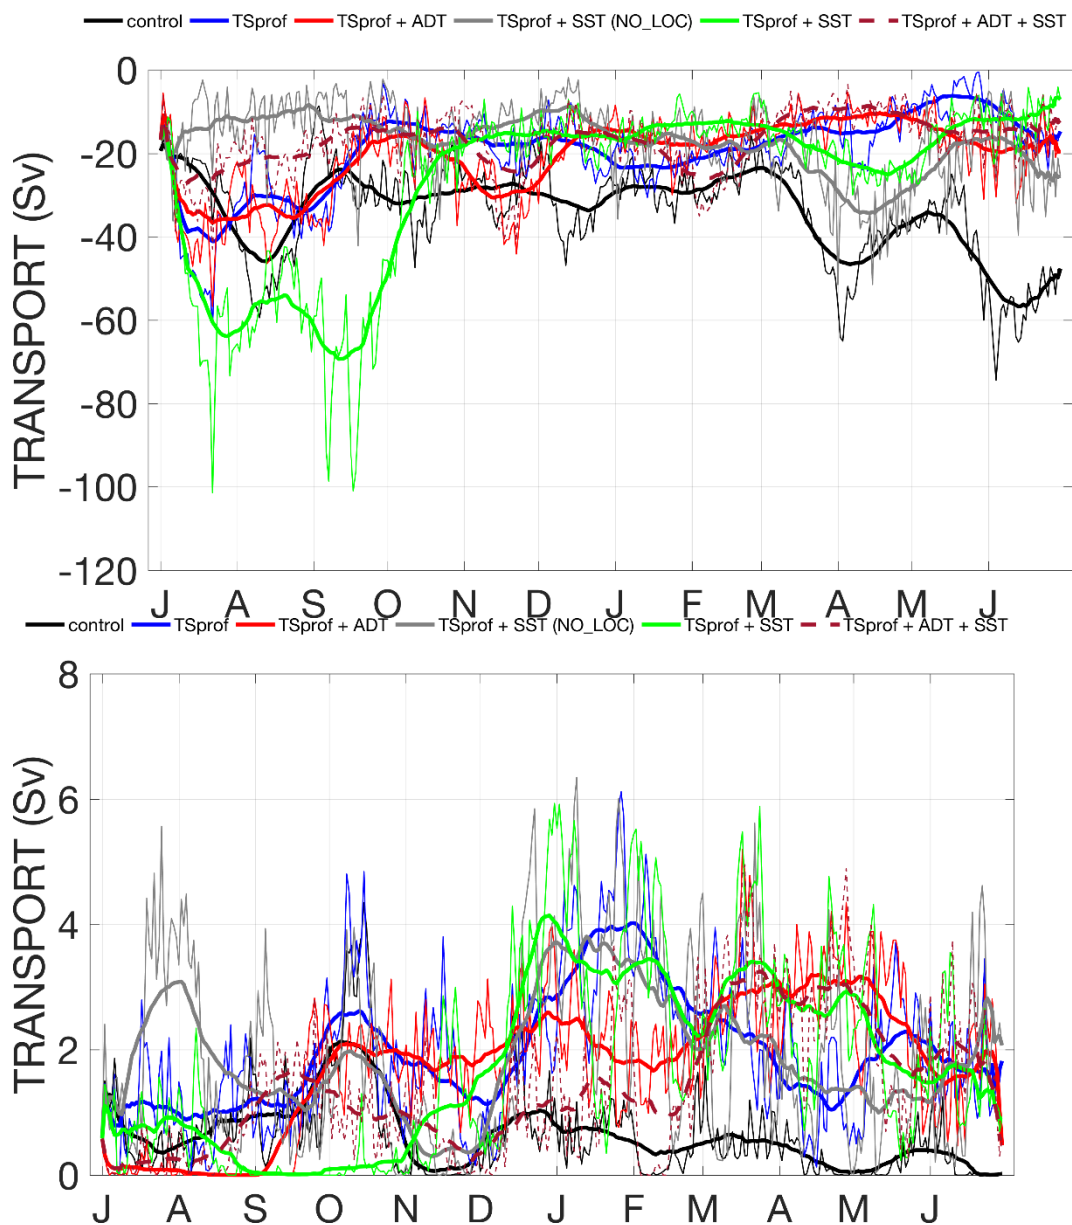 control TSprof TSprof + ADT TSprof + SST (NO_LOC) TSprof + SST TSprof + ADT + SST
TRANSPORT (Sv)
0
-20
-40
-60
-80
-100
-120
J A S O N D J F M A M J
control TSprof TSprof + ADT TSprof + SST (NO_LOC) TSprof + SST TSprof + ADT + SST
TRANSPORT (Sv)
8
6
4
2
0
J A S O N D J F M A M J